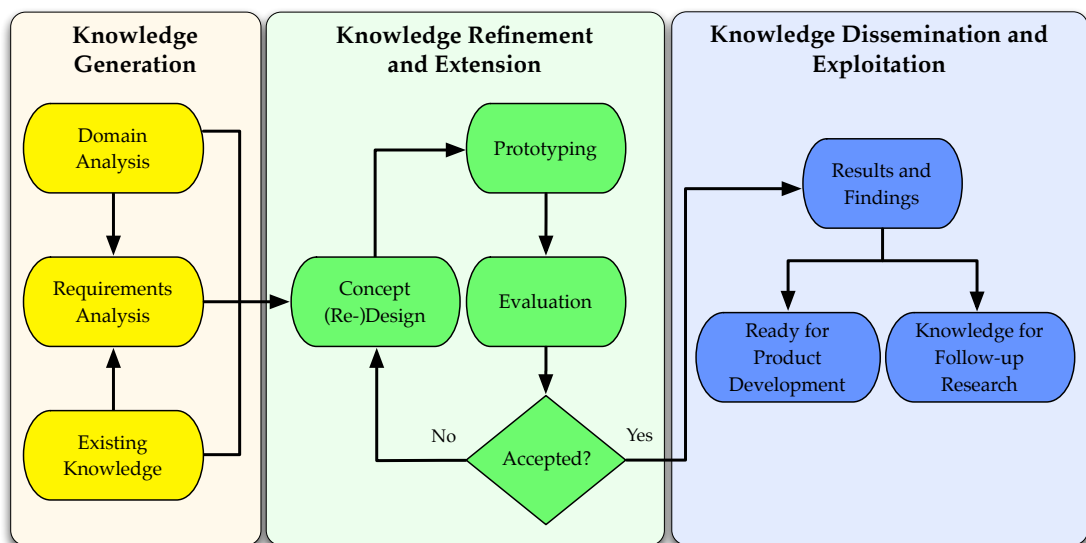 Knowledge
Generation
Domain
Analysis
Requirements
Analysis
Existing
Knowledge
Knowledge Refinement
and Extension
Prototyping
Concept
(Re-)Design
Evaluation
No
Accepted?
Yes
Knowledge Dissemination and
Exploitation
Results and
Findings
Ready for
Product
Development
Knowledge for
Follow-up
Research